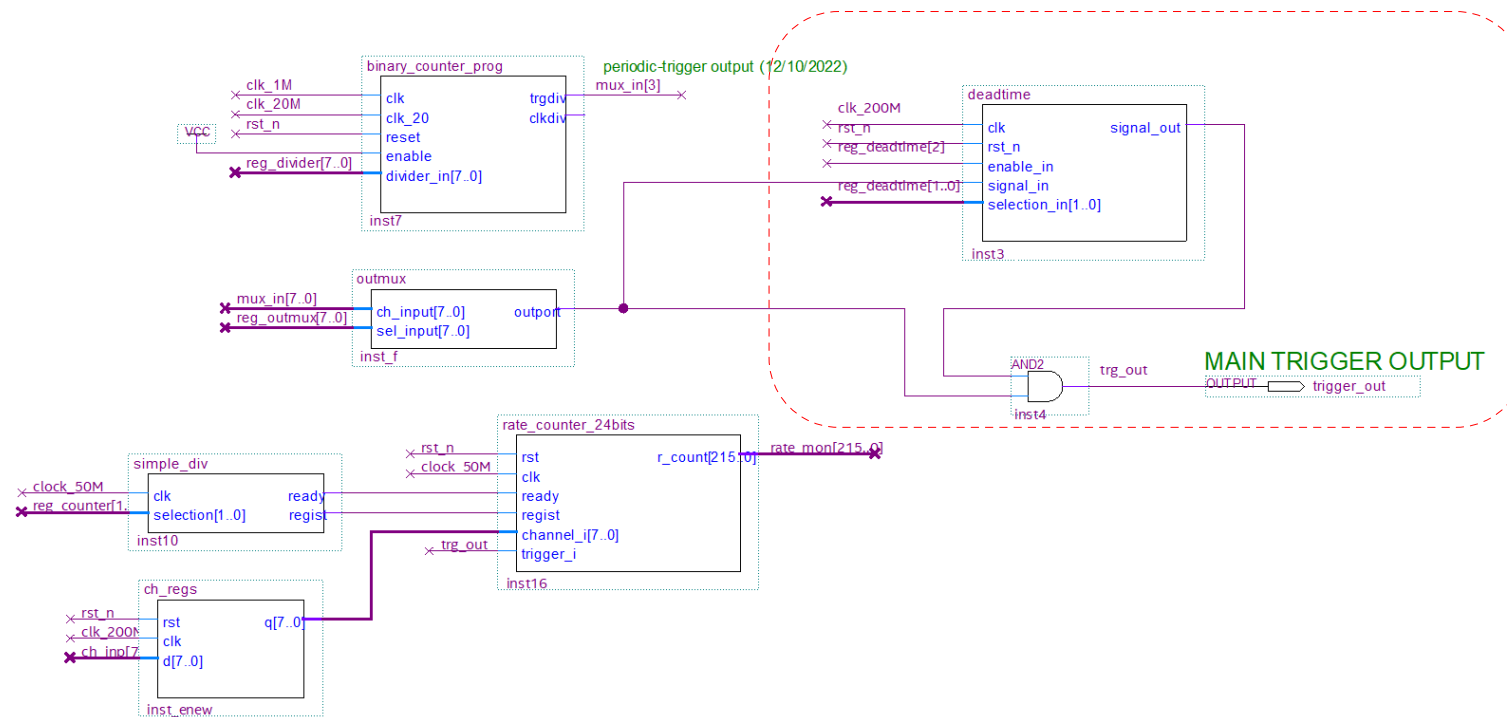 binary_counter_prog
clk_1M
clk_20M
rst_n
VCC
reg_divider[7..0]
clk
clk_20
reset
enable
divider_in[7..0]
trgdiv
clkdiv
inst7
periodic-trigger output (12/10/2022)
mux_in[3]
deadtime
clk_200M
rst_n
reg_deadtime[2]
reg_deadtime[1..0]
clk
rst_n
enable_in
signal_in
selection_in[1..0]
signal_out
inst3
outmux
mux_in[7..0]
reg_outmux[7..0]
ch_input[7..0]
sel_input[7..0]
outport
inst_f
AND2
inst4
trg_out
MAIN TRIGGER OUTPUT
OUTPUT
trigger_out
rate_counter_24bits
rst_n
clock_50M
trg_out
rst
clk
ready
regist
channel_i[7..0]
trigger_i
r_count[215..0]
rate_mon[215..0]
inst16
simple_div
clock_50M
reg_counter[1.
clk
selection[1..0]
ready
regist
inst10
ch_regs
rst_n
clk_200M
ch_inp[7
rst
clk
d[7..0]
q[7..0]
inst_enew